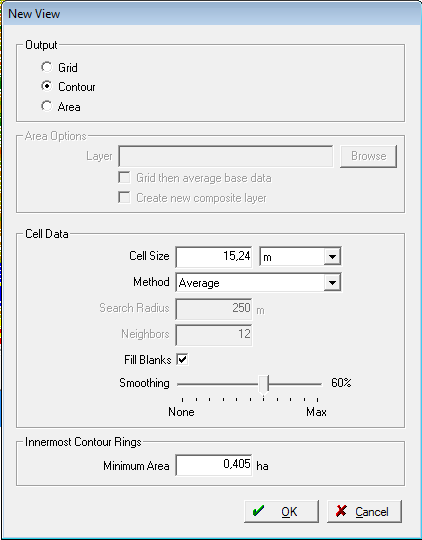 New View
Output
Grid
Contour
Area
Area Options
Layer Browse
Grid then average base data
Create new composite layer
Cell Data
Cell Size 15,24 m
Method Average
Search Radius 250 m
Neighbors 12
Fill Blanks
Smoothing 60%
None Max
Innermost Contour Rings
Minimum Area 0,405 ha
OK Cancel